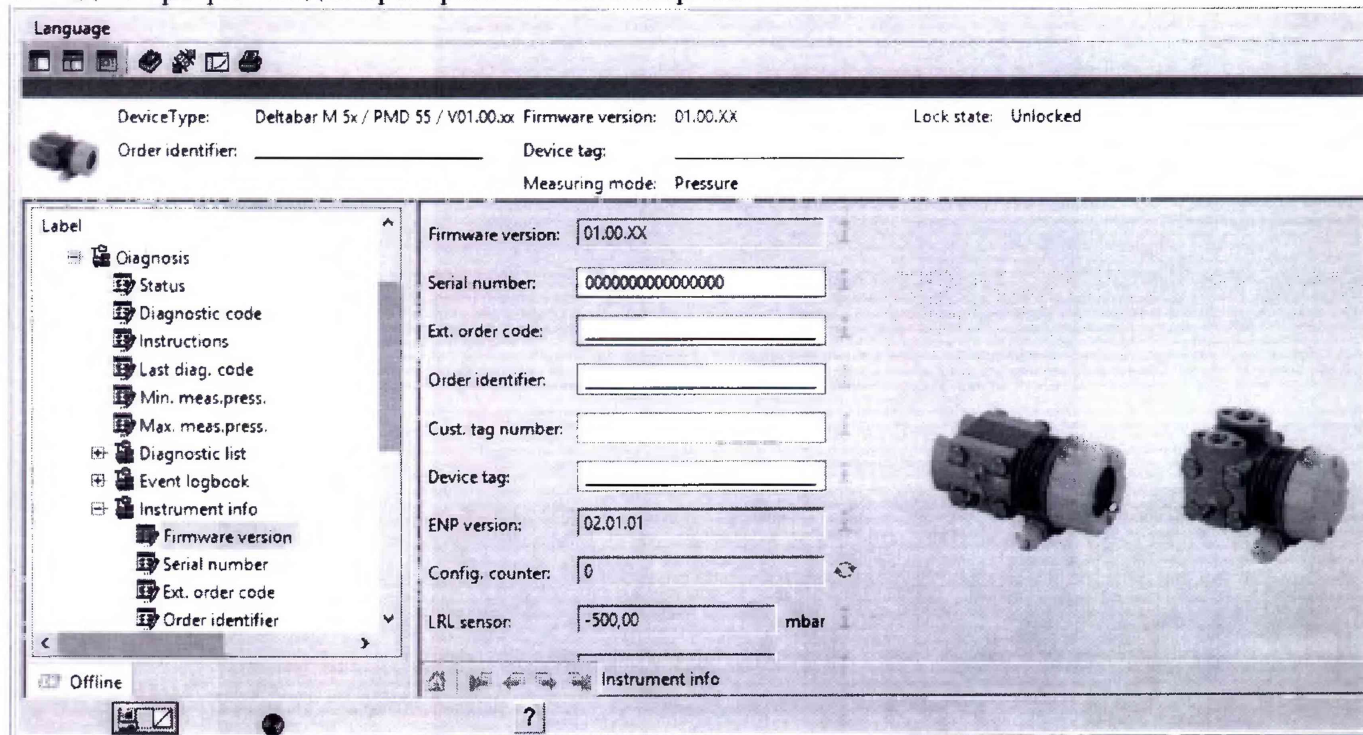 Language
DeviceType: Deltabar M 5x / PMD 55 / V01.00.xx Firmware version: 01.00.XX Lock state: Unlocked
Order identifier: Device tag:
Measuring mode: Pressure
Label
Diagnosis
Status
Diagnostic code
Instructions
Last diag. code
Min. meas.press.
Max. meas.press.
Diagnostic list
Event logbook
Instrument info
Firmware version
Serial number
Ext. order code
Order identifier
Offline
Firmware version: 01.00.XX
Serial number: 0000000000000000
Ext. order code:
Order identifier:
Cust. tag number:
Device tag:
ENP version: 02.01.01
Config. counter: 0
LRL sensor: -500,00 mbar
Instrument info
?